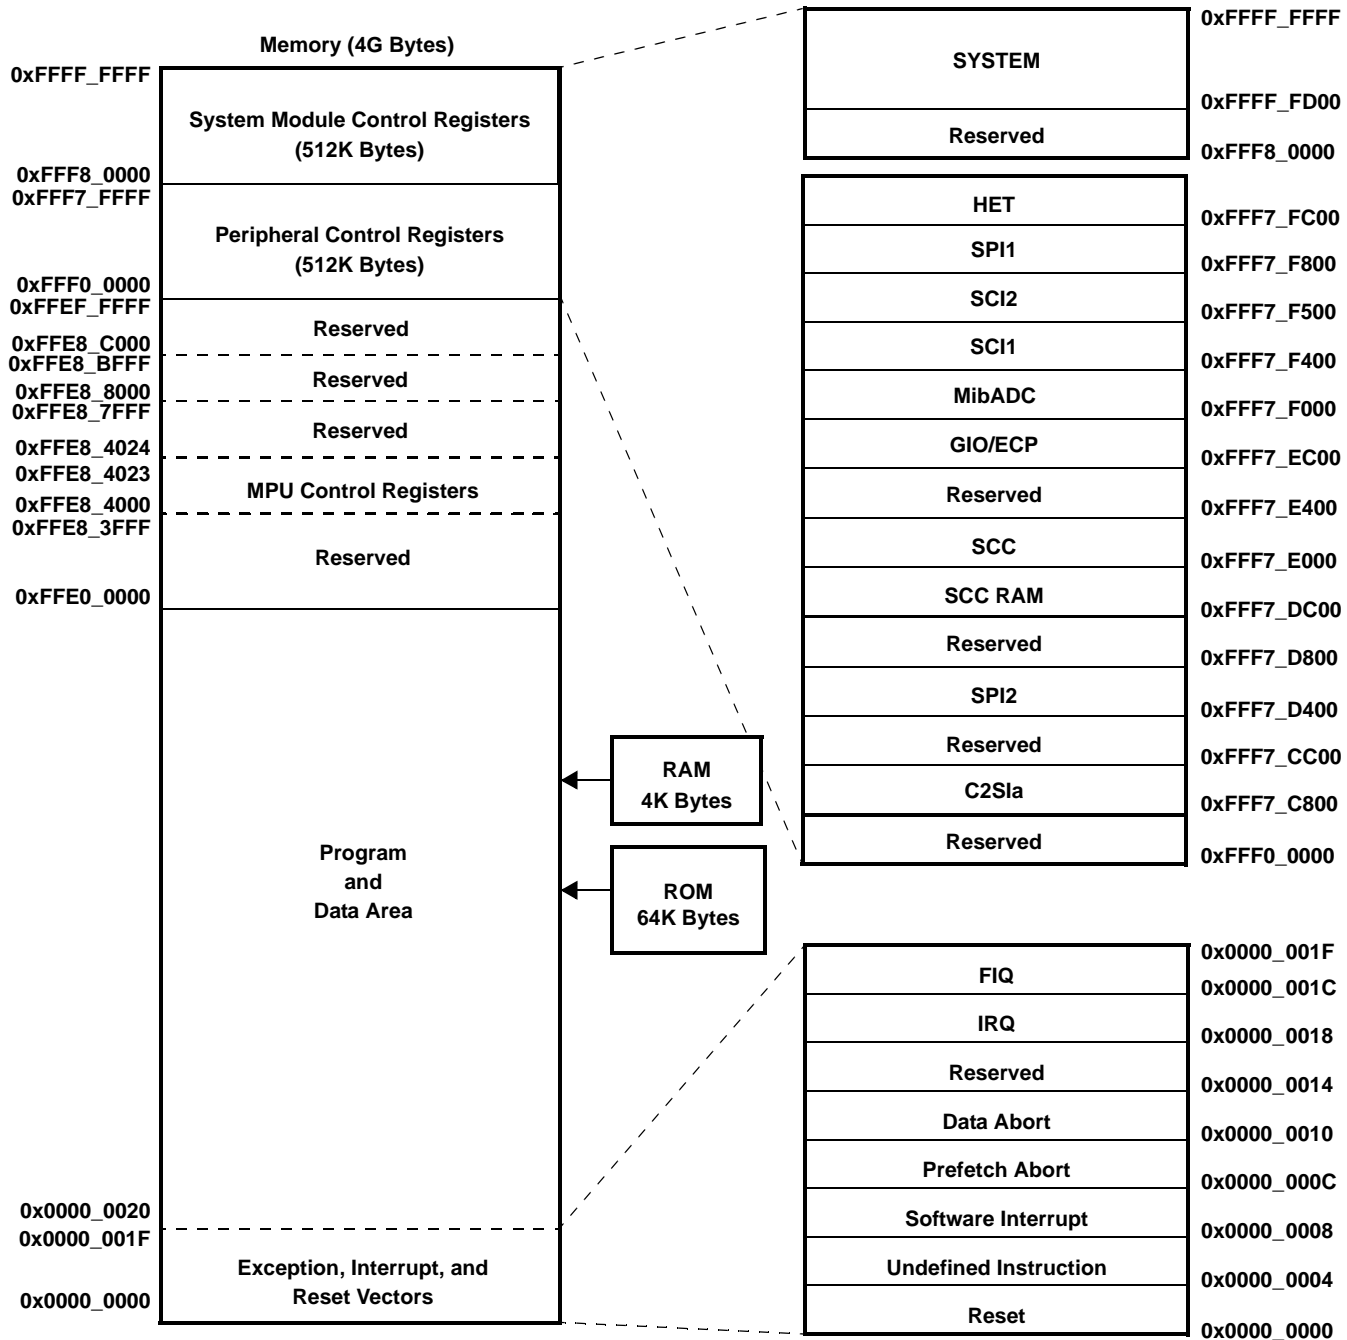 Memory (4G Bytes)
0xFFFF_FFFF
System Module Control Registers
(512K Bytes)
0xFFF8_0000
0xFFF7_FFFF
Peripheral Control Registers
(512K Bytes)
0xFFF0_0000
0xFFEF_FFFF
Reserved
0xFFE8_C000
0xFFE8_BFFF
Reserved
0xFFE8_8000
0xFFE8_7FFF
Reserved
0xFFE8_4024
0xFFE8_4023
MPU Control Registers
0xFFE8_4000
0xFFE8_3FFF
Reserved
0xFFE0_0000
Program
and
Data Area
0x0000_0020
0x0000_001F
Exception, Interrupt, and
Reset Vectors
0x0000_0000
RAM
4K Bytes
ROM
64K Bytes
0xFFFF_FFFF
SYSTEM
0xFFFF_FD00
Reserved
0xFFF8_0000
HET
0xFFF7_FC00
SPI1
0xFFF7_F800
SCI2
0xFFF7_F500
SCI1
0xFFF7_F400
MibADC
0xFFF7_F000
GIO/ECP
0xFFF7_EC00
Reserved
0xFFF7_E400
SCC
0xFFF7_E000
SCC RAM
0xFFF7_DC00
Reserved
0xFFF7_D800
SPI2
0xFFF7_D400
Reserved
0xFFF7_CC00
C2SIa
0xFFF7_C800
Reserved
0xFFF0_0000
0x0000_001F
FIQ
0x0000_001C
IRQ
0x0000_0018
Reserved
0x0000_0014
Data Abort
0x0000_0010
Prefetch Abort
0x0000_000C
Software Interrupt
0x0000_0008
Undefined Instruction
0x0000_0004
Reset
0x0000_0000